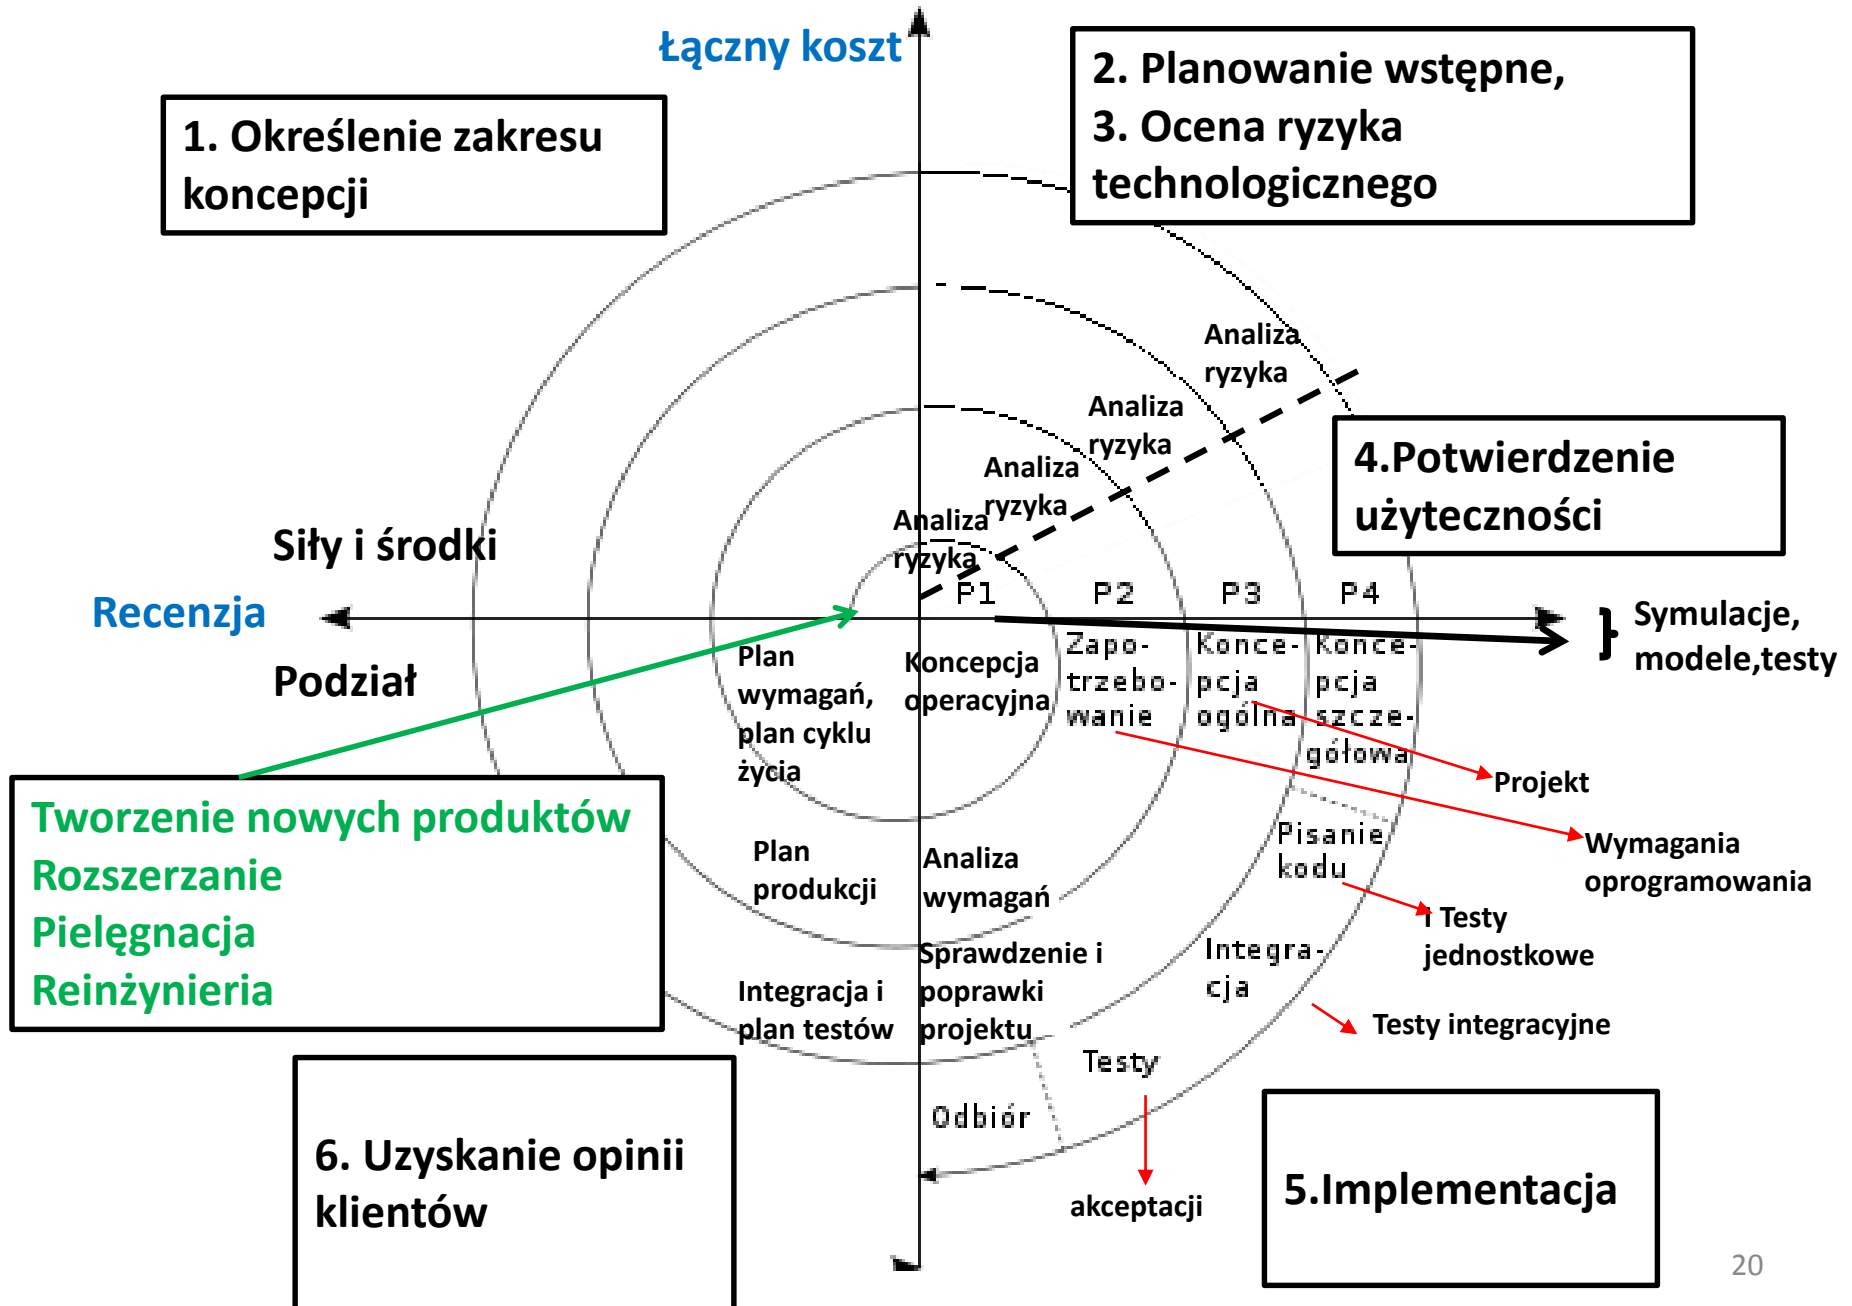 Łączny koszt
1. Określenie zakresu
koncepcji
2. Planowanie wstępne,
3. Ocena ryzyka
technologicznego
Analiza
ryzyka
Analiza
ryzyka
Analiza
ryzyka
Analiza
ryzyka
4.Potwierdzenie
użyteczności
Siły i środki
Recenzja
Podział
P1
P2
P3
P4
Symulacje,
modele,testy
Plan
wymagań,
plan cyklu
życia
Koncepcja
operacyjna
Zapo-
trzebo-
wanie
Konce-
pcja
ogólna
Konce-
pcja
szcze-
gółowa
Projekt
Tworzenie nowych produktów
Rozszerzanie
Pielęgnacja
Reinżynieria
Plan
produkcji
Analiza
wymagań
Pisanie
kodu
Wymagania
oprogramowania
I Testy
jednostkowe
Integracja i
plan testów
Sprawdzenie i
poprawki
projektu
Integra-
cja
Testy integracyjne
Testy
Odbiór
akceptacji
6. Uzyskanie opinii
klientów
5.Implementacja
20